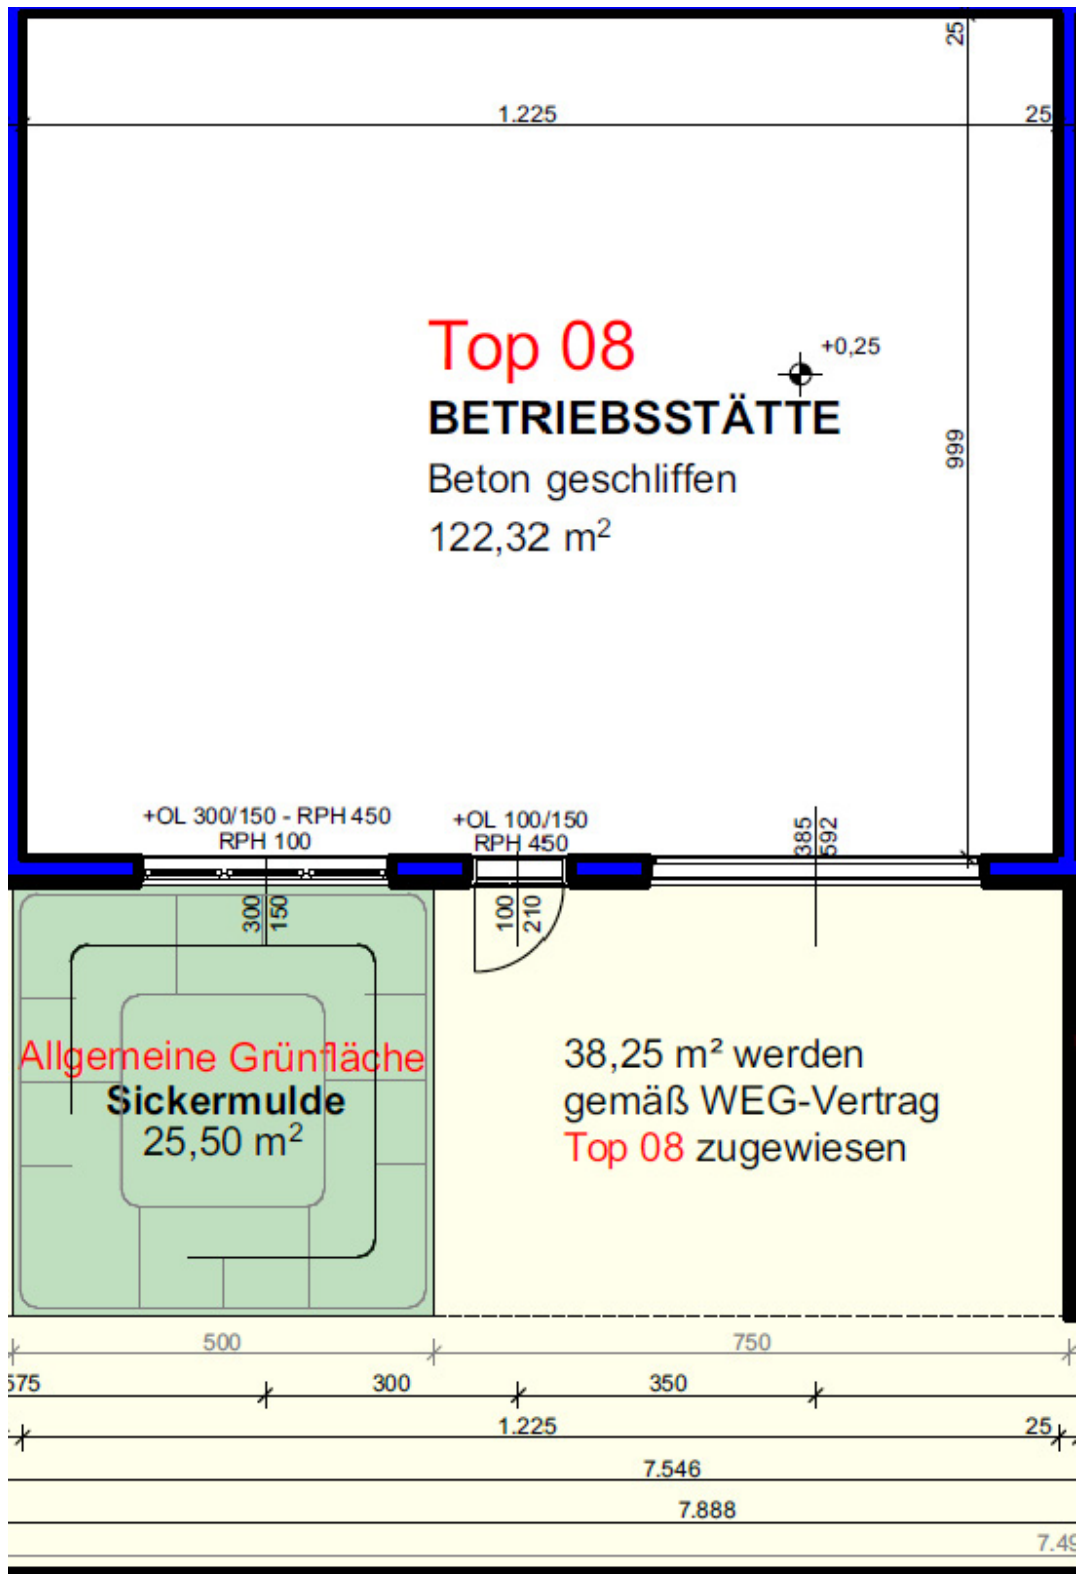 25
1.225
25
Top 08
+0,25
BETRIEBSSTÄTTE
Beton geschliffen
122,32 m²
999
+OL 300/150 - RPH 450
RPH 100
+OL 100/150
RPH 450
385
592
300
150
100
210
Allgemeine Grünfläche
Sickermulde
25,50 m²
38,25 m² werden
gemäß WEG-Vertrag
Top 08 zugewiesen
500
750
575
300
350
1.225
25
7.546
7.888